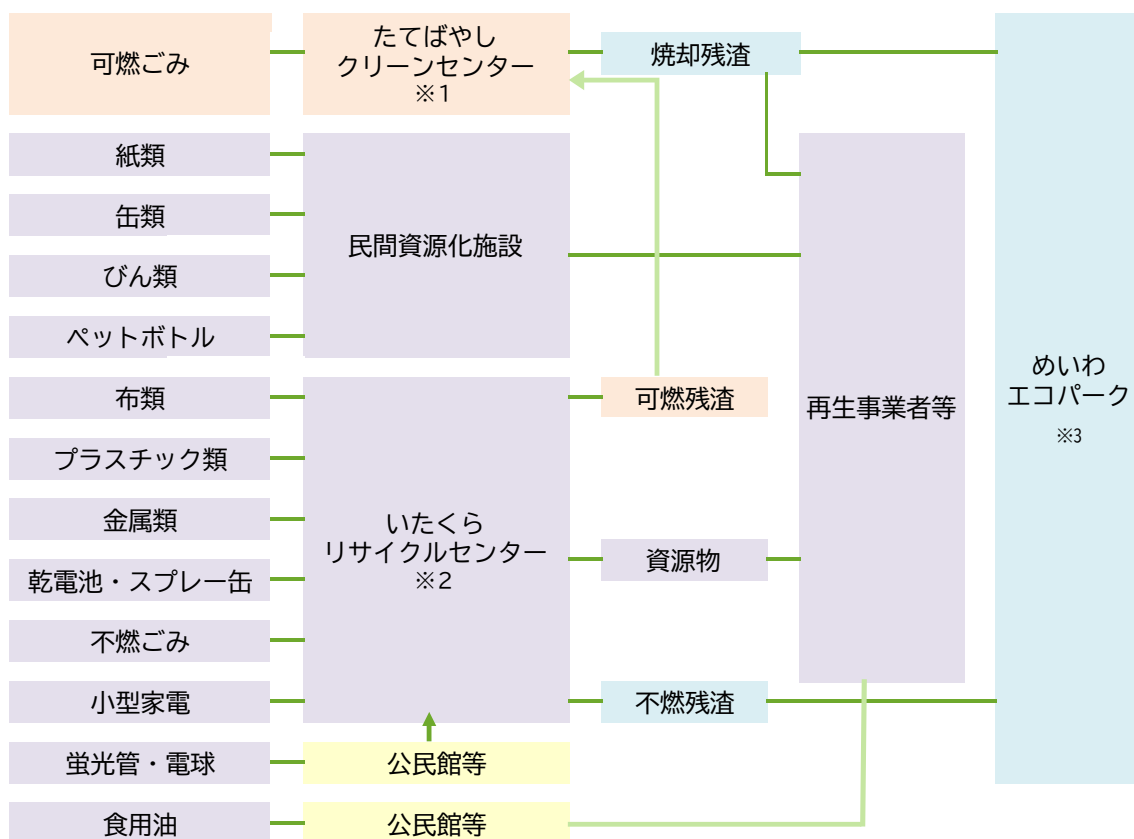 可燃ごみ
たてばやし
クリーンセンター
※1
焼却残渣
紙類
缶類
びん類
ペットボトル
民間資源化施設
布類
プラスチック類
金属類
乾電池・スプレー缶
不燃ごみ
小型家電
いたくら
リサイクルセンター
※2
可燃残渣
資源物
不燃残渣
再生事業者等
めいわ
エコパーク
※3
蛍光管・電球
公民館等
食用油
公民館等